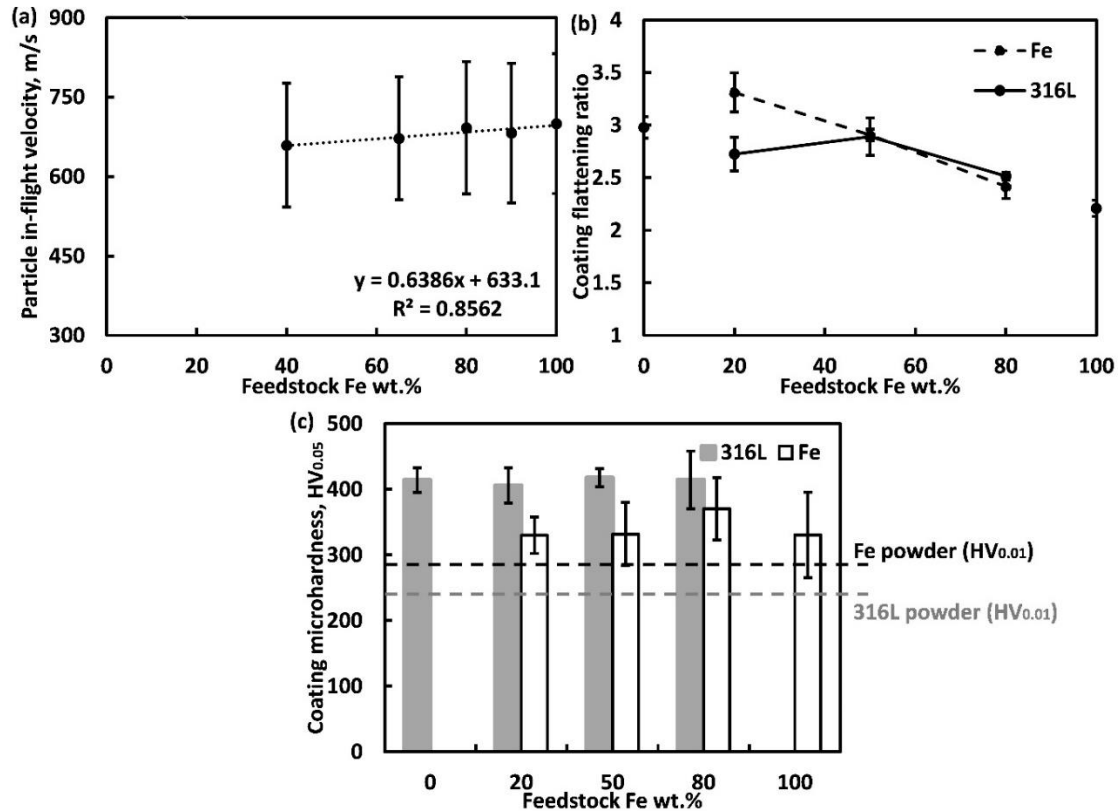 (a)
900
750
600
450
300
Particle in-flight velocity, m/s
y = 0.6386x + 633.1
R² = 0.8562
0 20 40 60 80 100
Feedstock Fe wt.%
(b)
4
3.5
3
2.5
2
1.5
1
Coating flattening ratio
Fe
316L
0 20 40 60 80 100
Feedstock Fe wt.%
(c)
500
400
300
200
100
0
Coating microhardness, HV0.05
316L Fe
Fe powder (HV0.01)
316L powder (HV0.01)
0 20 50 80 100
Feedstock Fe wt.%